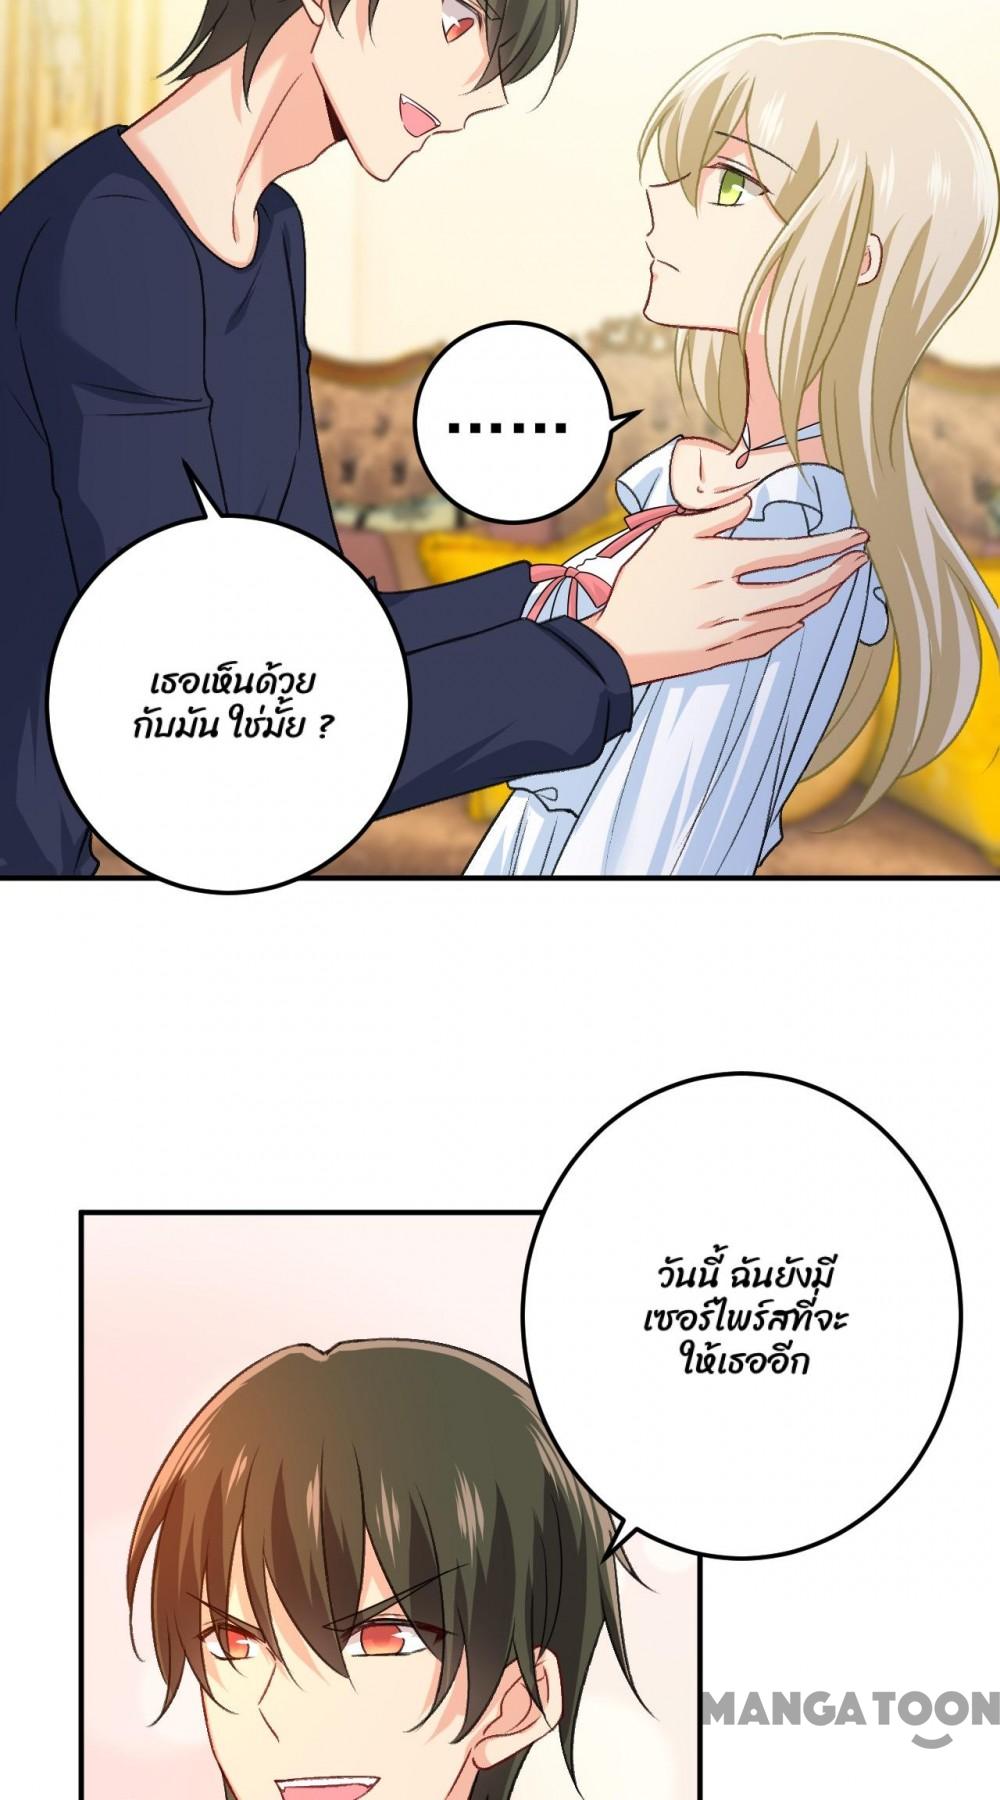 ......
เธอเห็นด้วย
กับมัน ใช่มั้ย ?
วันนี้ ฉันยังมี
เซอร์ไพร์สที่จะ
ให้เธออีก
MANGATOON